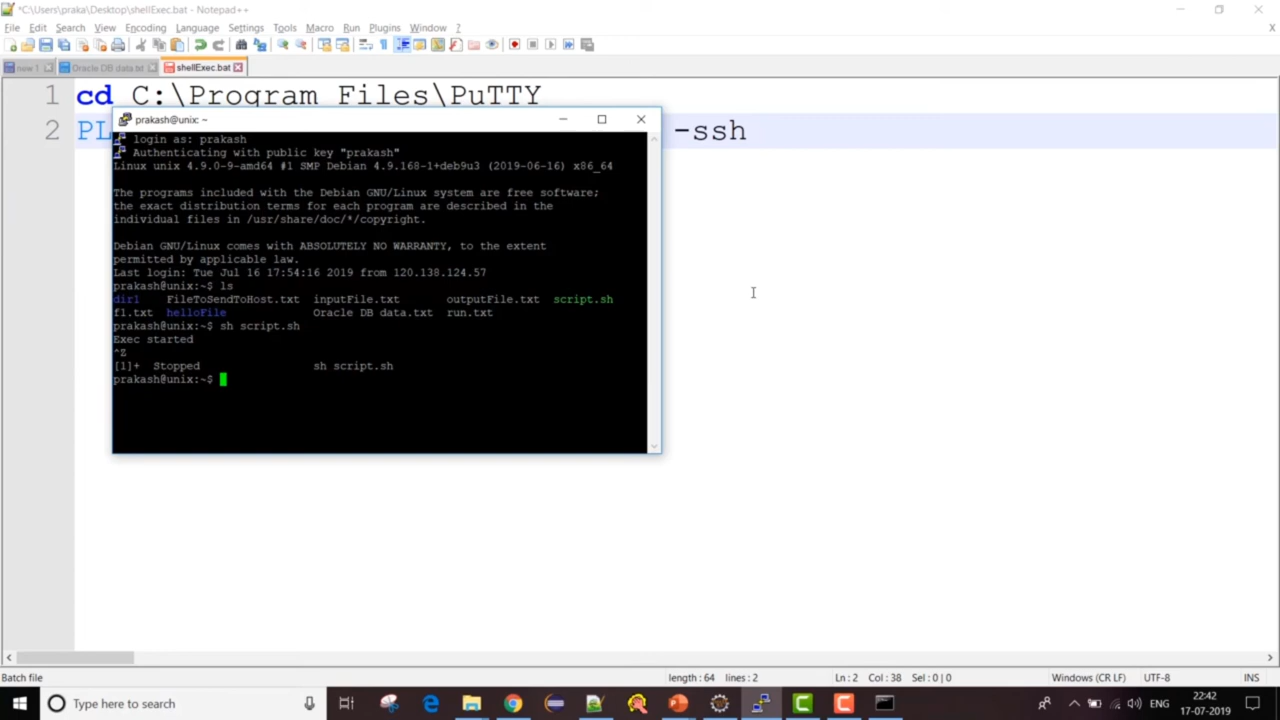 *C:\Users\praka\Desktop\shellExec.bat - Notepad++
File Edit Search View Encoding Language Settings Tools Macro Run Plugins Window ?
X
new 1 Oracle DB data.txt shellExec.bat
1 cd C:\Program Files\PuTTY
2 PL -ssh
prakash@unix: ~
login as: prakash
Authenticating with public key "prakash"
Linux unix 4.9.0-9-amd64 #1 SMP Debian 4.9.168-1+deb9u3 (2019-06-16) x86_64
The programs included with the Debian GNU/Linux system are free software;
the exact distribution terms for each program are described in the
individual files in /usr/share/doc/*/copyright.
Debian GNU/Linux comes with ABSOLUTELY NO WARRANTY, to the extent
permitted by applicable law.
Last login: Tue Jul 16 17:54:16 2019 from 120.138.124.57
prakash@unix:~$ ls
dir1 FileToSendToHost.txt inputFile.txt outputFile.txt script.sh
f1.txt helloFile Oracle DB data.txt run.txt
prakash@unix:~$ sh script.sh
Exec started
^Z
[1]+ Stopped sh script.sh
prakash@unix:~$
Batch file length : 64 lines : 2 Ln : 2 Col : 38 Sel : 0 | 0 Windows (CR LF) UTF-8 INS
Type here to search ENG 22:42
17-07-2019